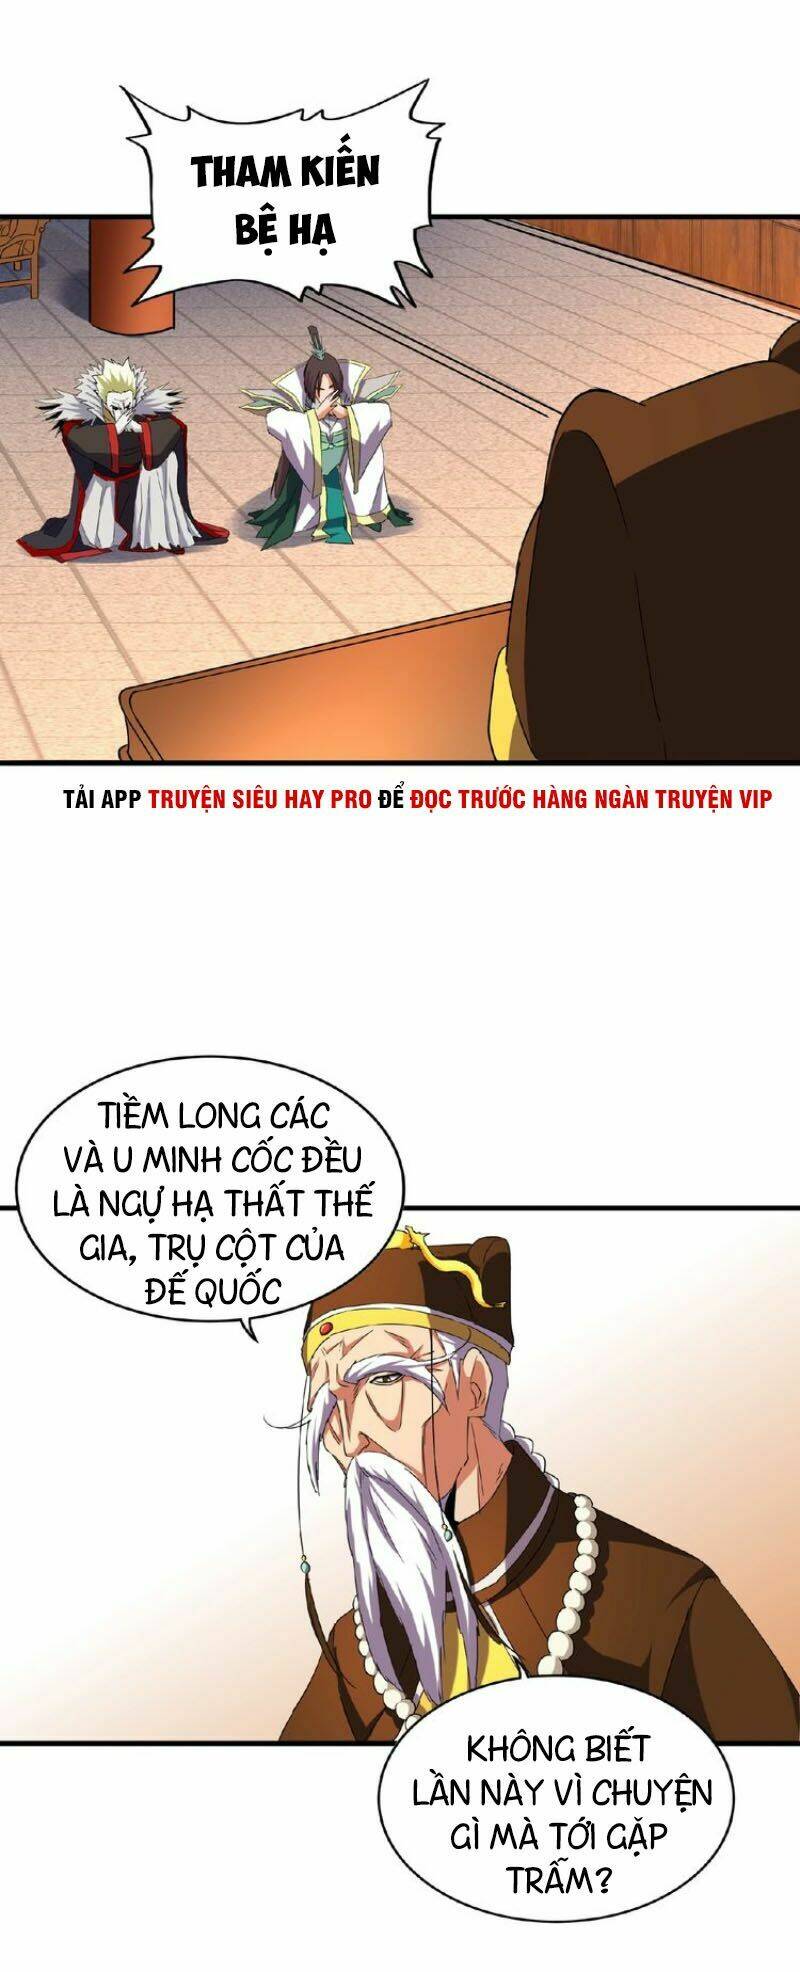 THAM KIẾN
BỆ HẠ
TẢI APP TRUYỆN SIÊU HAY PRO ĐỂ ĐỌC TRƯỚC HÀNG NGÀN TRUYỆN VIP
TIỀM LONG CÁC
VÀ U MINH CỐC ĐỀU
LÀ NGỰ HẠ THẤT THẾ
GIA, TRỤ CỘT CỦA
ĐẾ QUỐC
KHÔNG BIẾT
LẦN NÀY VÌ CHUYỆN
GÌ MÀ TỚI GẶP
TRẪM?